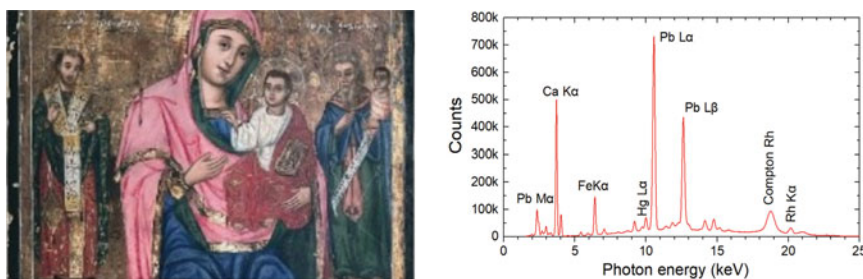 800k
700k
600k
500k
400k
300k
200k
100k
0
Counts
Pb Mα
Ca Kα
FeKα
Hg Lα
Pb Lα
Pb Lβ
Compton Rh
Rh Kα
0 5 10 15 20 25
Photon energy (keV)